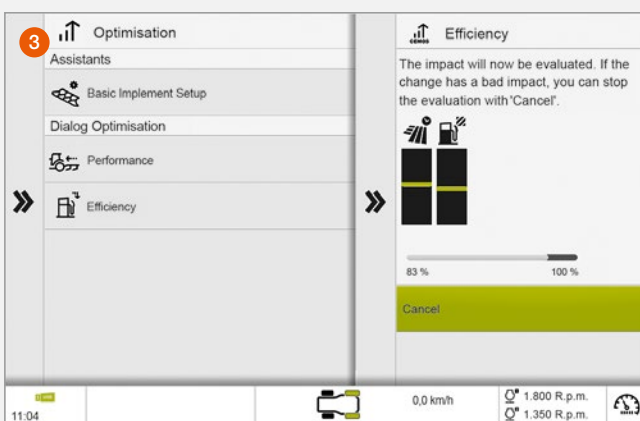 3
Optimisation
Assistants
Basic Implement Setup
Dialog Optimisation
Performance
Efficiency
CEMOS
Efficiency
The impact will now be evaluated. If the
change has a bad impact, you can stop
the evaluation with 'Cancel'.
83 %
100 %
Cancel
11:04
0,0 km/h
1.800 R.p.m.
1.350 R.p.m.